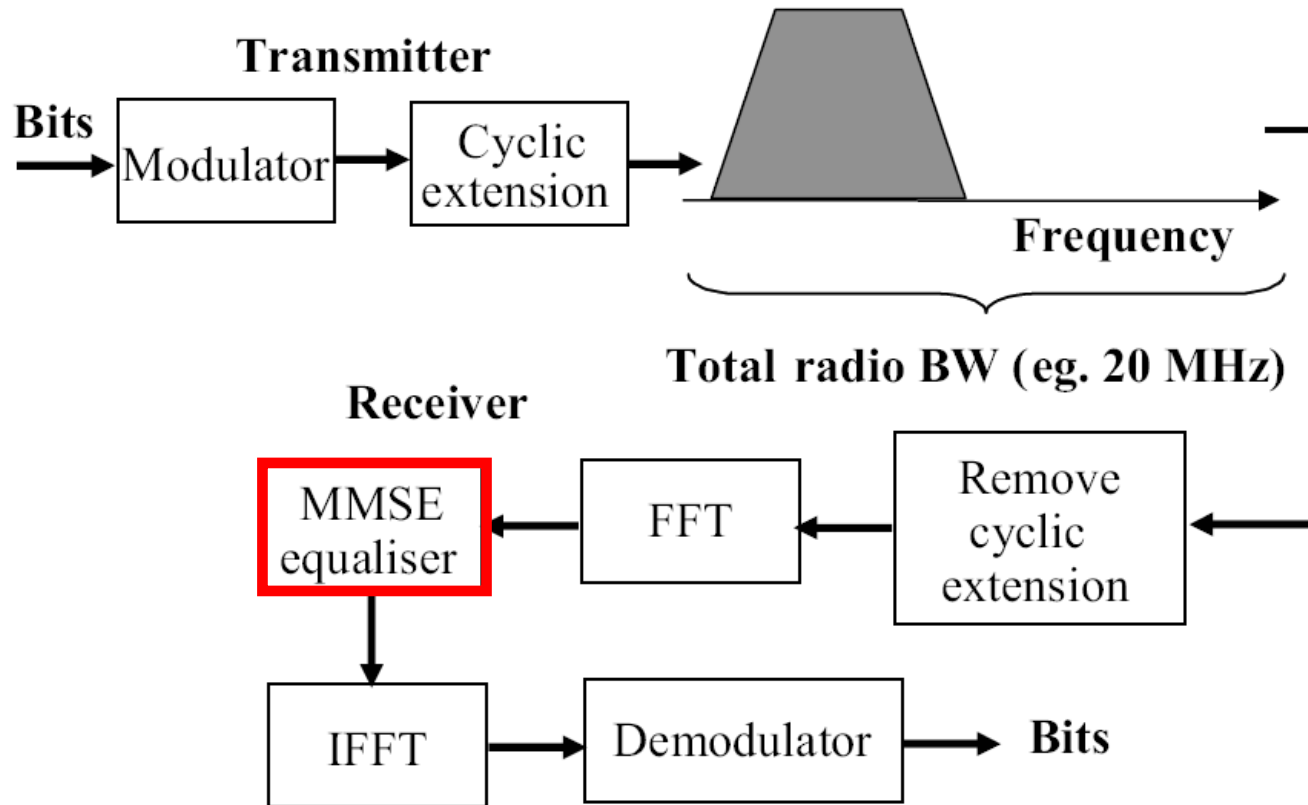 Transmitter
Bits
Modulator
Cyclic
extension
Frequency
Total radio BW (eg. 20 MHz)
Receiver
MMSE
equaliser
FFT
Remove
cyclic
extension
IFFT
Demodulator
Bits